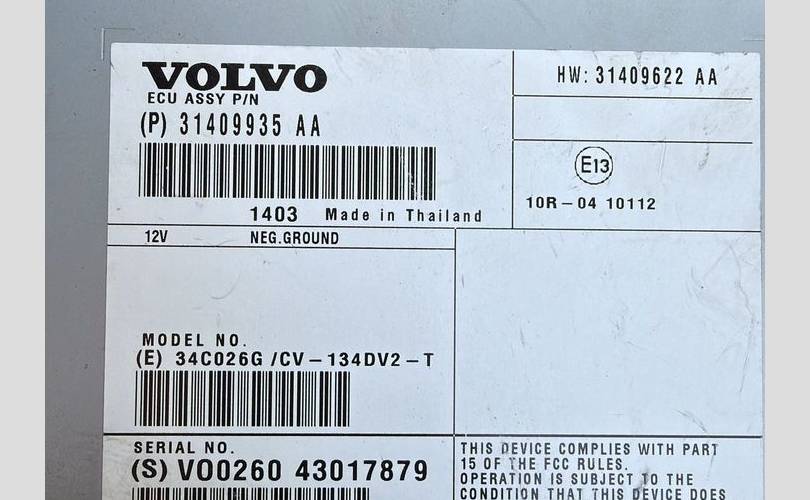 VOLVO
ECU ASSY P/N
(P) 31409935 AA
1403 Made in Thailand
HW: 31409622 AA
E13
10R-04 10112
12V NEG.GROUND
MODEL NO.
(E) 34C026G /CV-134DV2-T
SERIAL NO.
(S) V00260 43017879
THIS DEVICE COMPLIES WITH PART
15 OF THE FCC RULES.
OPERATION IS SUBJECT TO THE
CONDITION THAT THIS DEVICE DOES